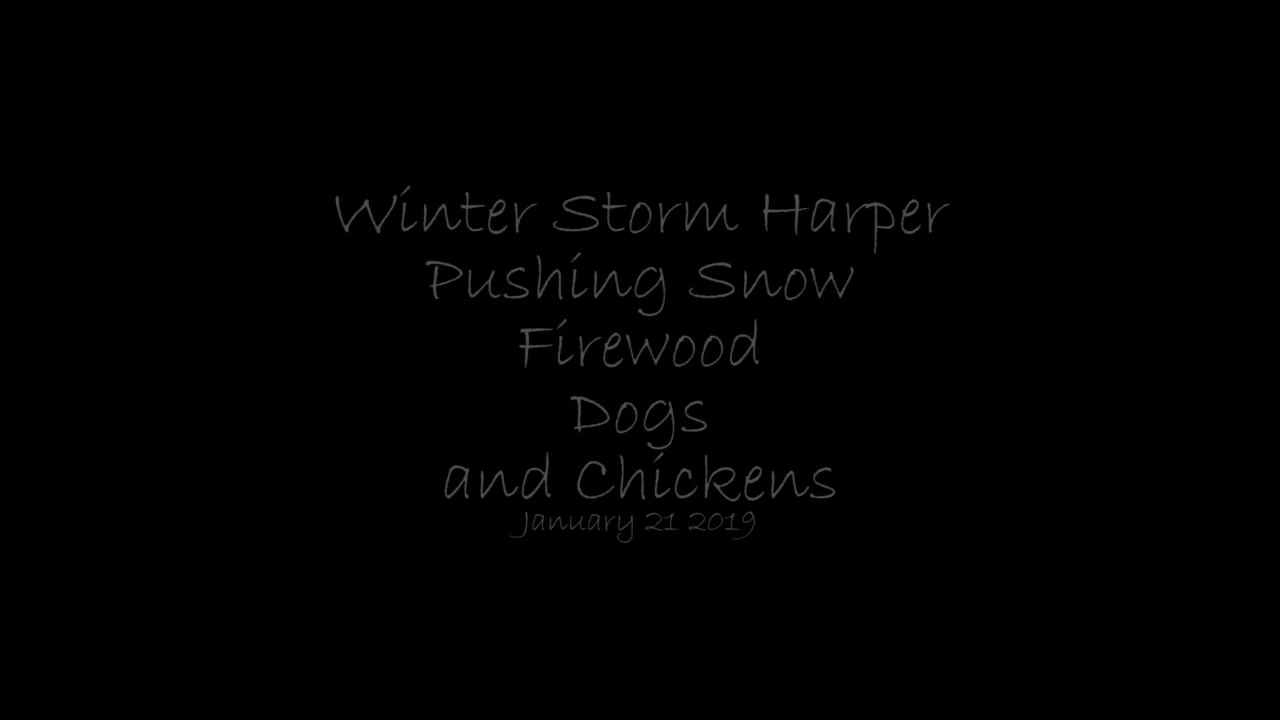 Winter Storm Harper
Pushing Snow
Firewood
Dogs
and Chickens
January 21 2019